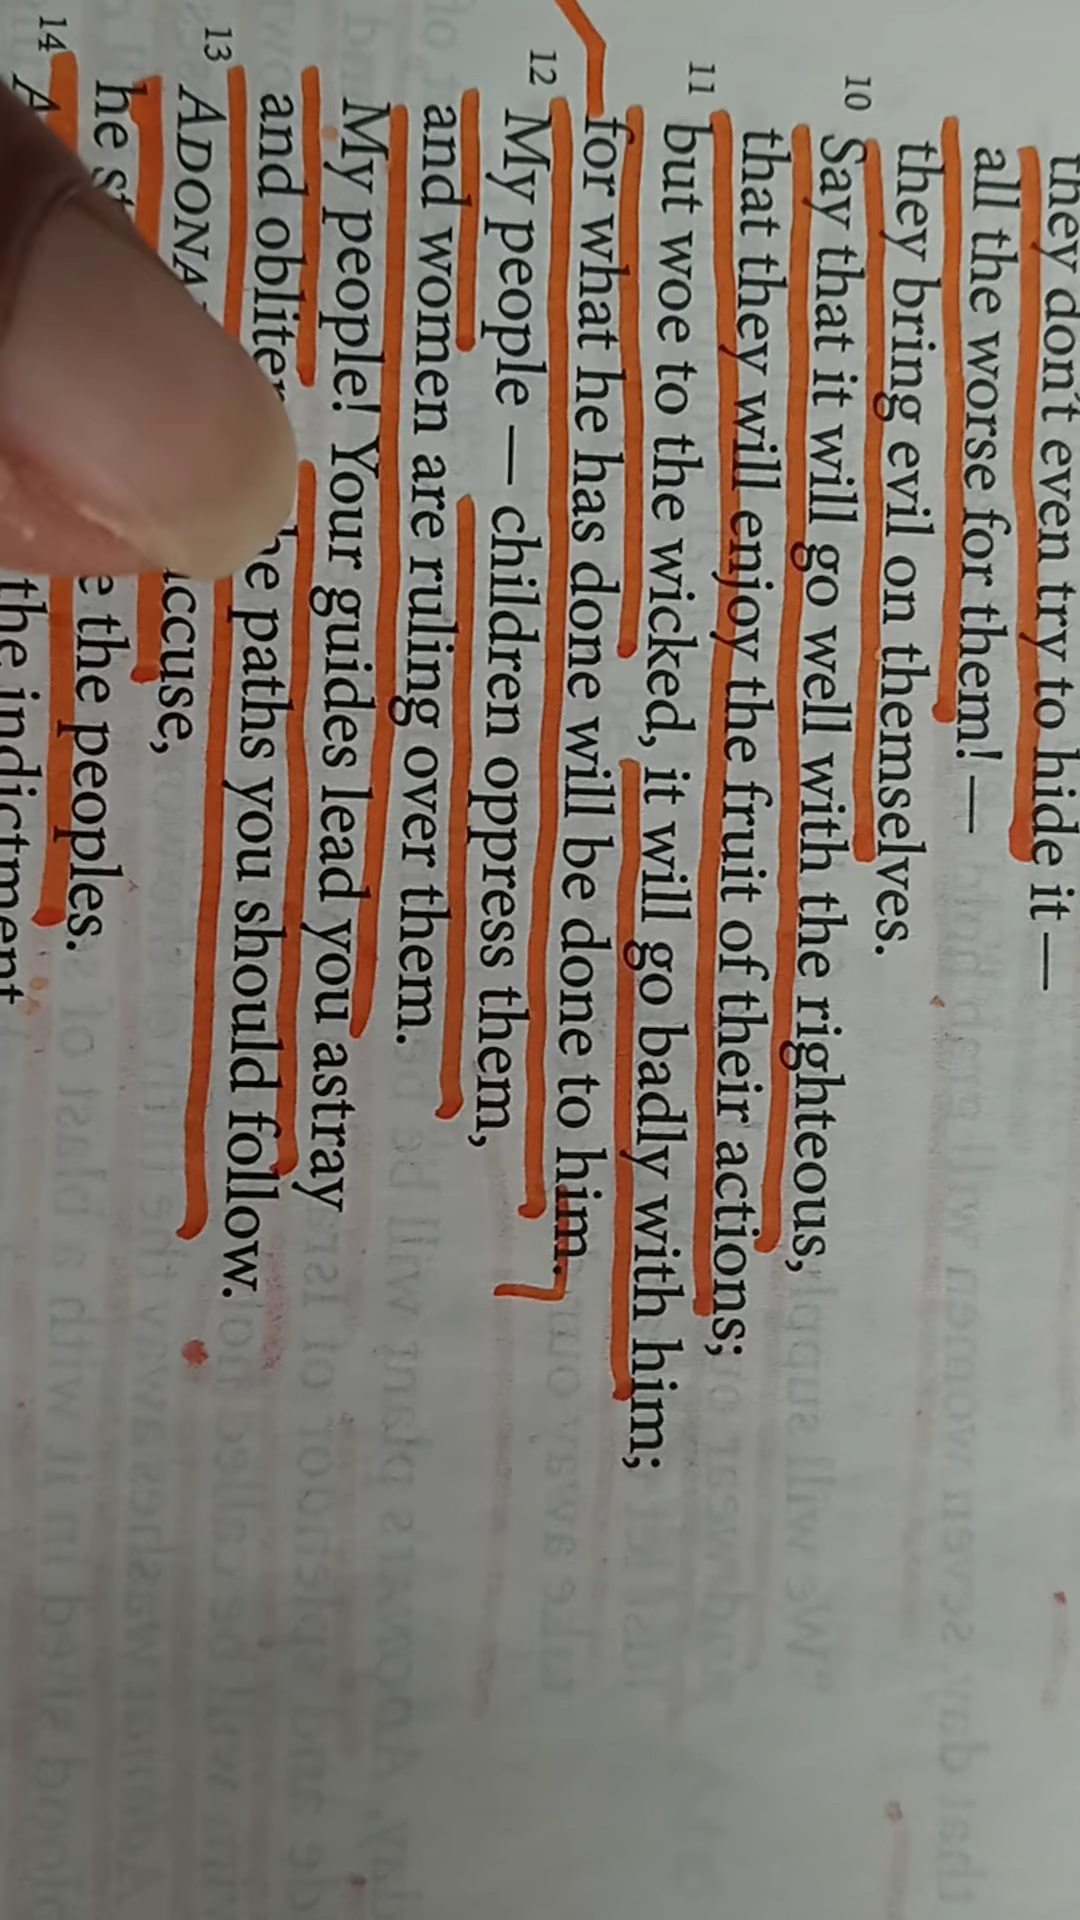 they don't even try to hide it —
all the worse for them! —
they bring evil on themselves.
10 Say that it will go well with the righteous,
that they will enjoy the fruit of their actions;
11 but woe to the wicked, it will go badly with him;
for what he has done will be done to him.
12 My people — children oppress them,
and women are ruling over them.
My people! Your guides lead you astray
and the paths you should follow.
13
he the peoples.
14 the indictment